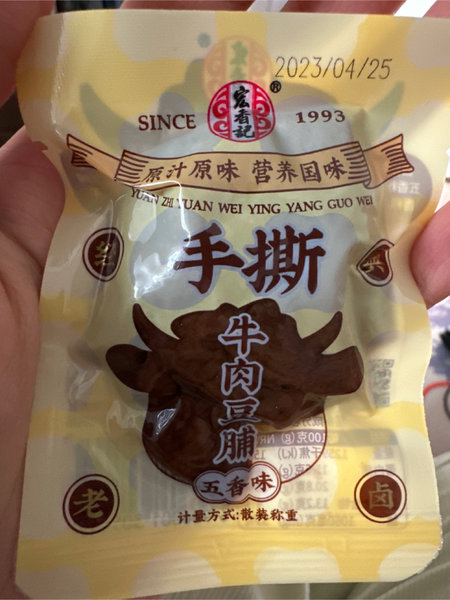 2023/04/25
SINCE 宏香記® 1993
原汁原味 营养国味
YUAN ZHI YUAN WEI YING YANG GUO WEI
手撕
牛肉豆脯
五香味
老 卤
计量方式:散装称重